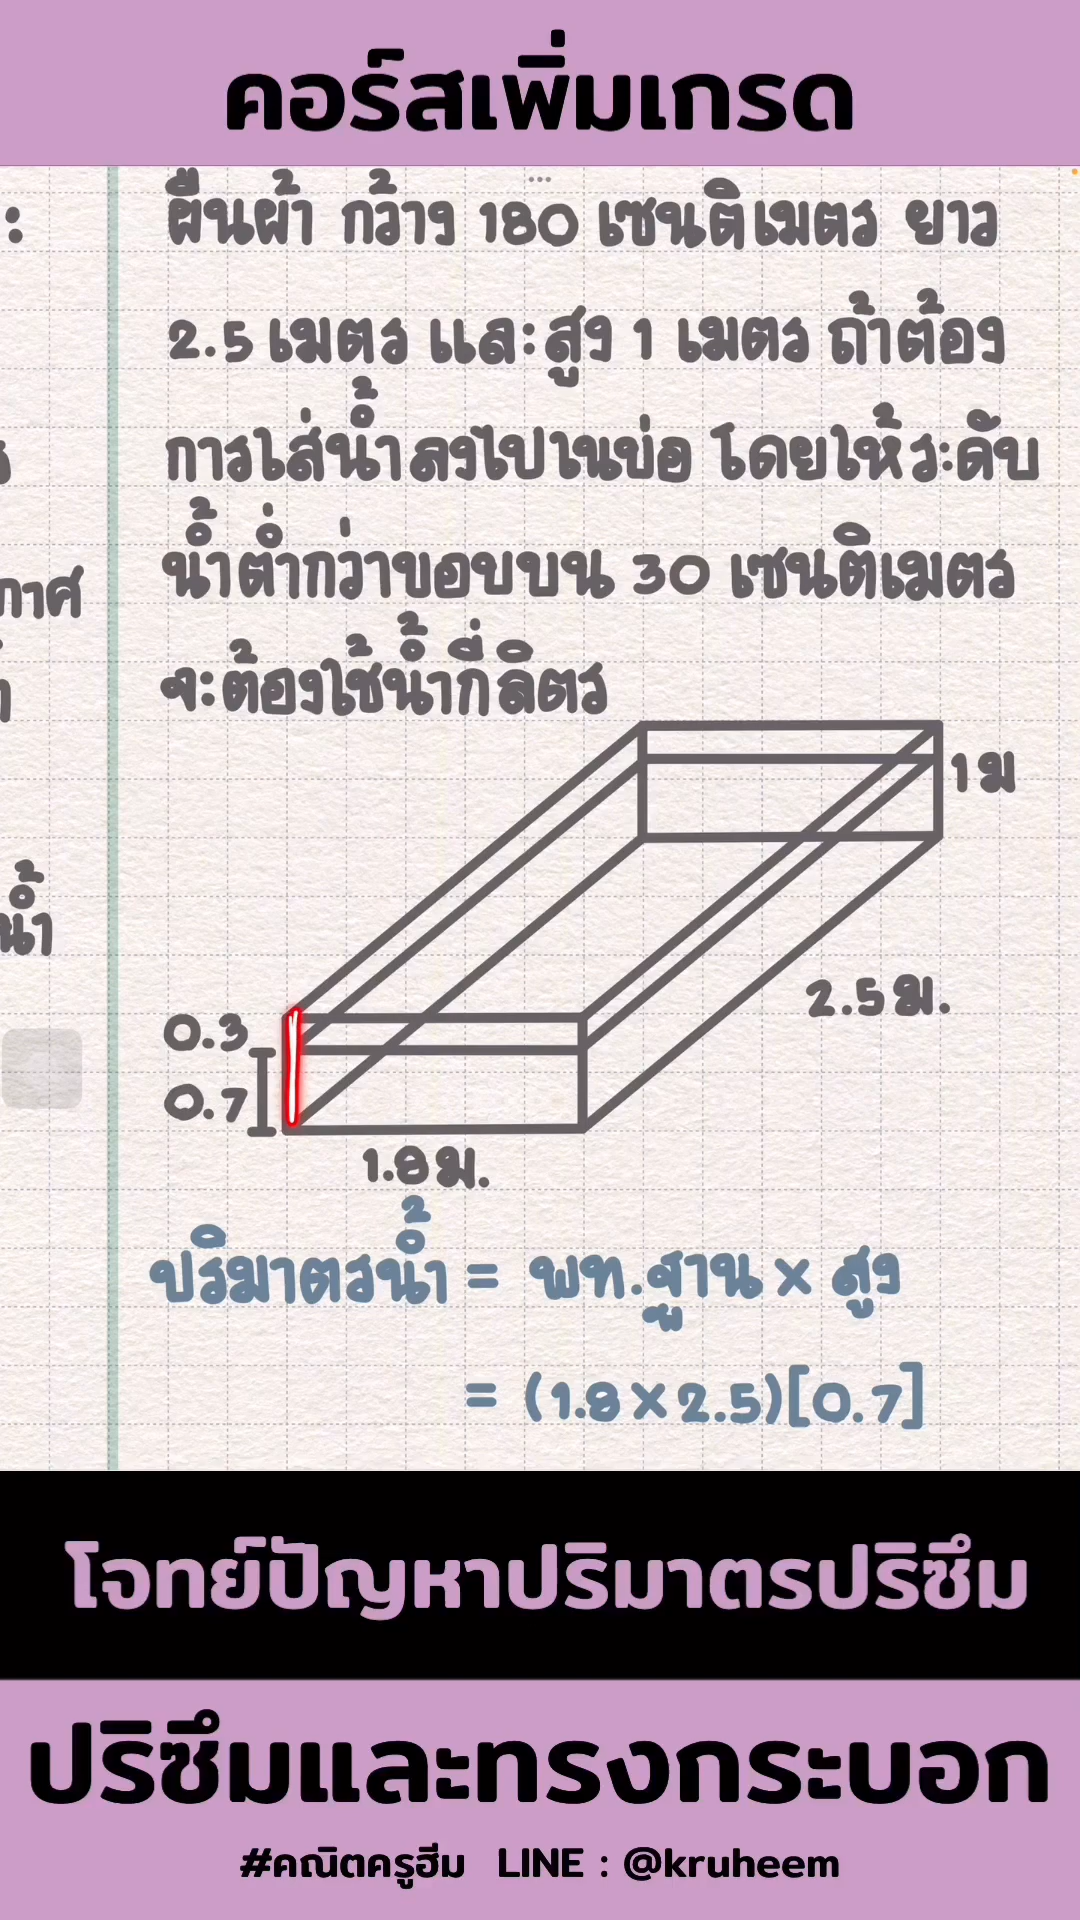 คอร์สเพิ่มเกรด
: ผืนผ้า กว้าง 180 เซนติเมตร ยาว
2.5 เมตร และสูง 1 เมตร ถ้าต้อง
การใส่น้ำลงไปในบ่อ โดยให้ระดับ
น้ำต่ำกว่าขอบบน 30 เซนติเมตร
จะต้องใช้น้ำกี่ลิตร
กาศ
น้ำ
1 ม
2.5 ม.
0.3
0.7
1.8 ม.
ปริมาตรน้ำ = พท.ฐาน × สูง
= (1.8 × 2.5)[0.7]
โจทย์ปัญหาปริมาตรปริซึม
ปริซึมและทรงกระบอก
#คณิตครูฮีม LINE : @kruheem